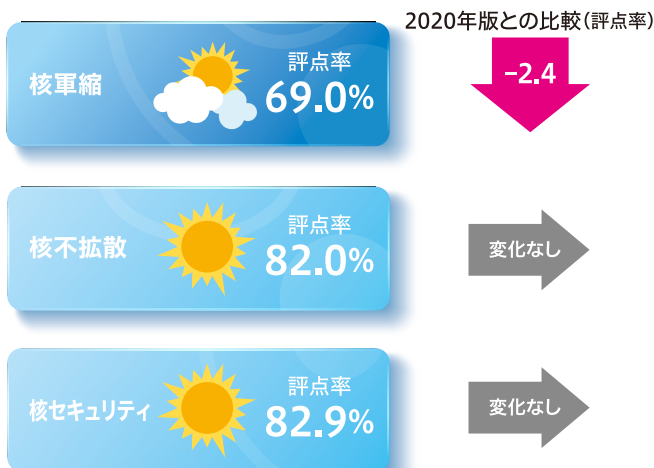 2020年版との比較(評点率)
核軍縮
評点率
69.0%
-2.4
核不拡散
評点率
82.0%
変化なし
核セキュリティ
評点率
82.9%
変化なし